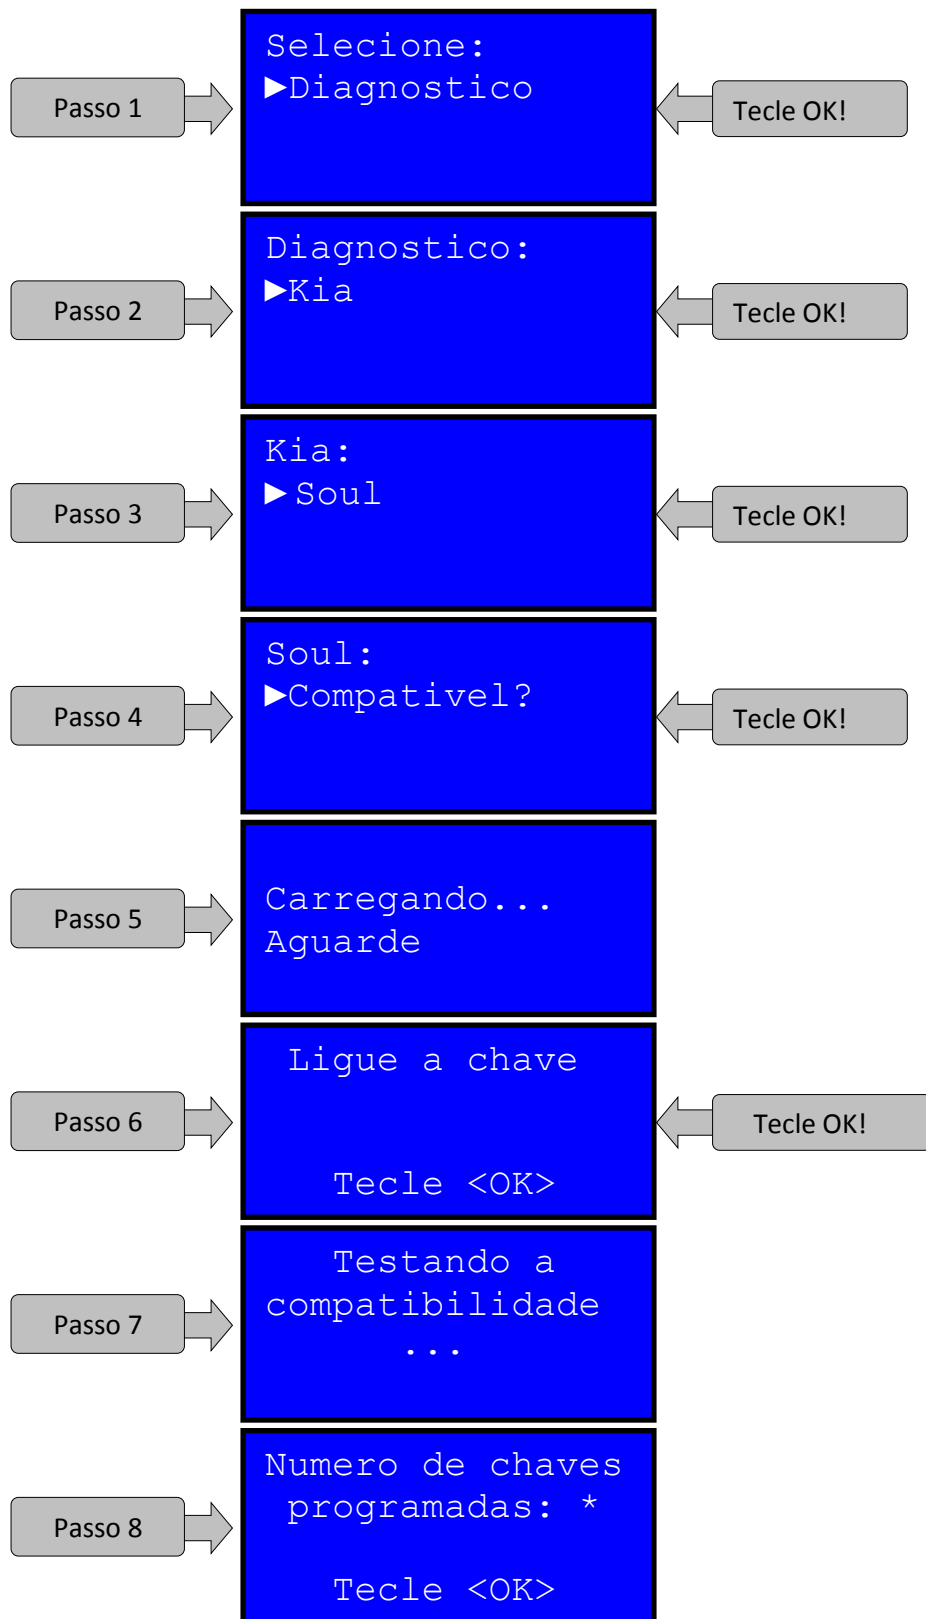 Passo 1
Selecione:
►Diagnostico
Tecle OK!
Passo 2
Diagnostico:
►Kia
Tecle OK!
Passo 3
Kia:
► Soul
Tecle OK!
Passo 4
Soul:
►Compativel?
Tecle OK!
Passo 5
Carregando...
Aguarde
Passo 6
Ligue a chave
Tecle <OK>
Tecle OK!
Passo 7
Testando a
compatibilidade
...
Passo 8
Numero de chaves
programadas: *
Tecle <OK>